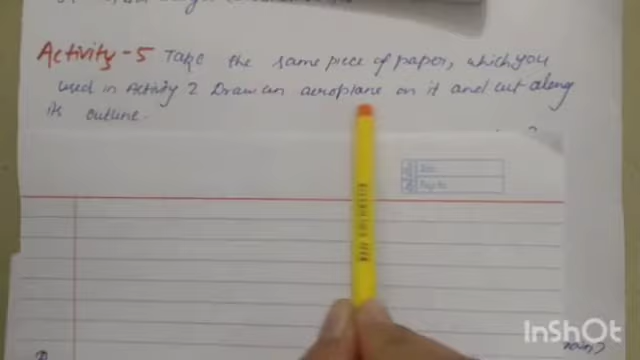 Activity - 5 Take the same piece of paper, which you
used in Activity 2 Draw an aeroplane on it and cut along
its outline.
InShOt